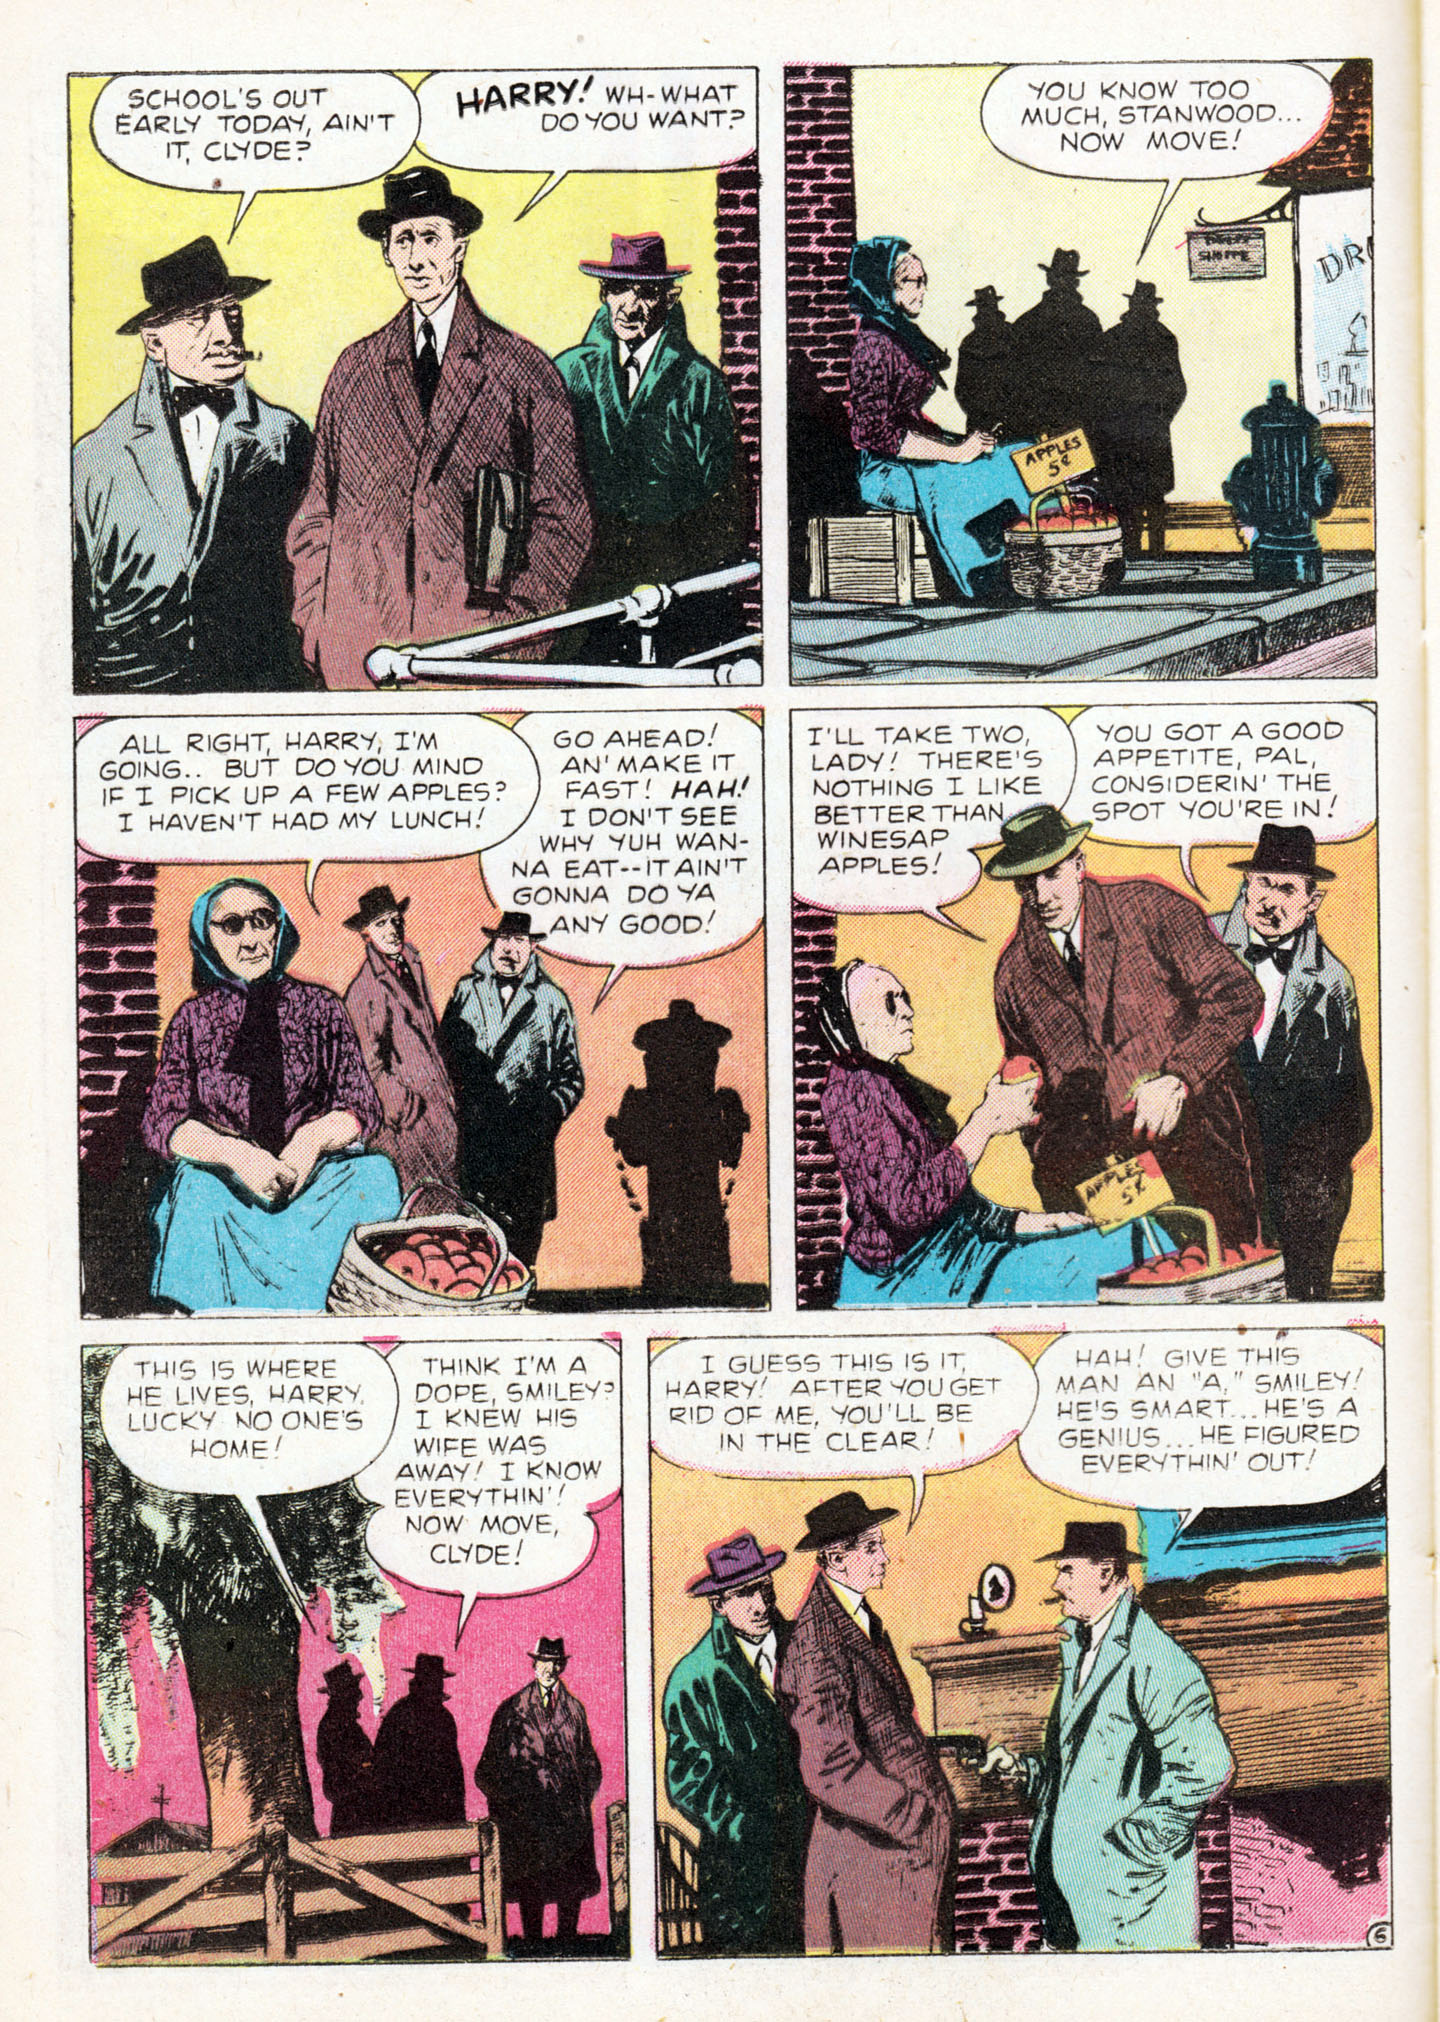 SCHOOL'S OUT
EARLY TODAY, AIN'T
IT, CLYDE?
HARRY! WH-WHAT
DO YOU WANT?
YOU KNOW TOO
MUCH, STANWOOD...
NOW MOVE!
SHOPPE
DR
APPLES
5¢
ALL RIGHT, HARRY, I'M
GOING.. BUT DO YOU MIND
IF I PICK UP A FEW APPLES?
I HAVEN'T HAD MY LUNCH!
GO AHEAD!
AN' MAKE IT
FAST! HAH!
I DON'T SEE
WHY YUH WAN-
NA EAT--IT AIN'T
GONNA DO YA
ANY GOOD!
I'LL TAKE TWO,
LADY! THERE'S
NOTHING I LIKE
BETTER THAN
WINESAP
APPLES!
YOU GOT A GOOD
APPETITE, PAL,
CONSIDERIN' THE
SPOT YOU'RE IN!
APPLES
5¢
THIS IS WHERE
HE LIVES, HARRY.
LUCKY NO ONE'S
HOME!
THINK I'M A
DOPE, SMILEY?
I KNEW HIS
WIFE WAS
AWAY! I KNOW
EVERYTHIN'!
NOW MOVE,
CLYDE!
I GUESS THIS IS IT,
HARRY! AFTER YOU GET
RID OF ME, YOU'LL BE
IN THE CLEAR!
HAH! GIVE THIS
MAN AN "A," SMILEY!
HE'S SMART...HE'S A
GENIUS...HE FIGURED
EVERYTHIN' OUT!
6